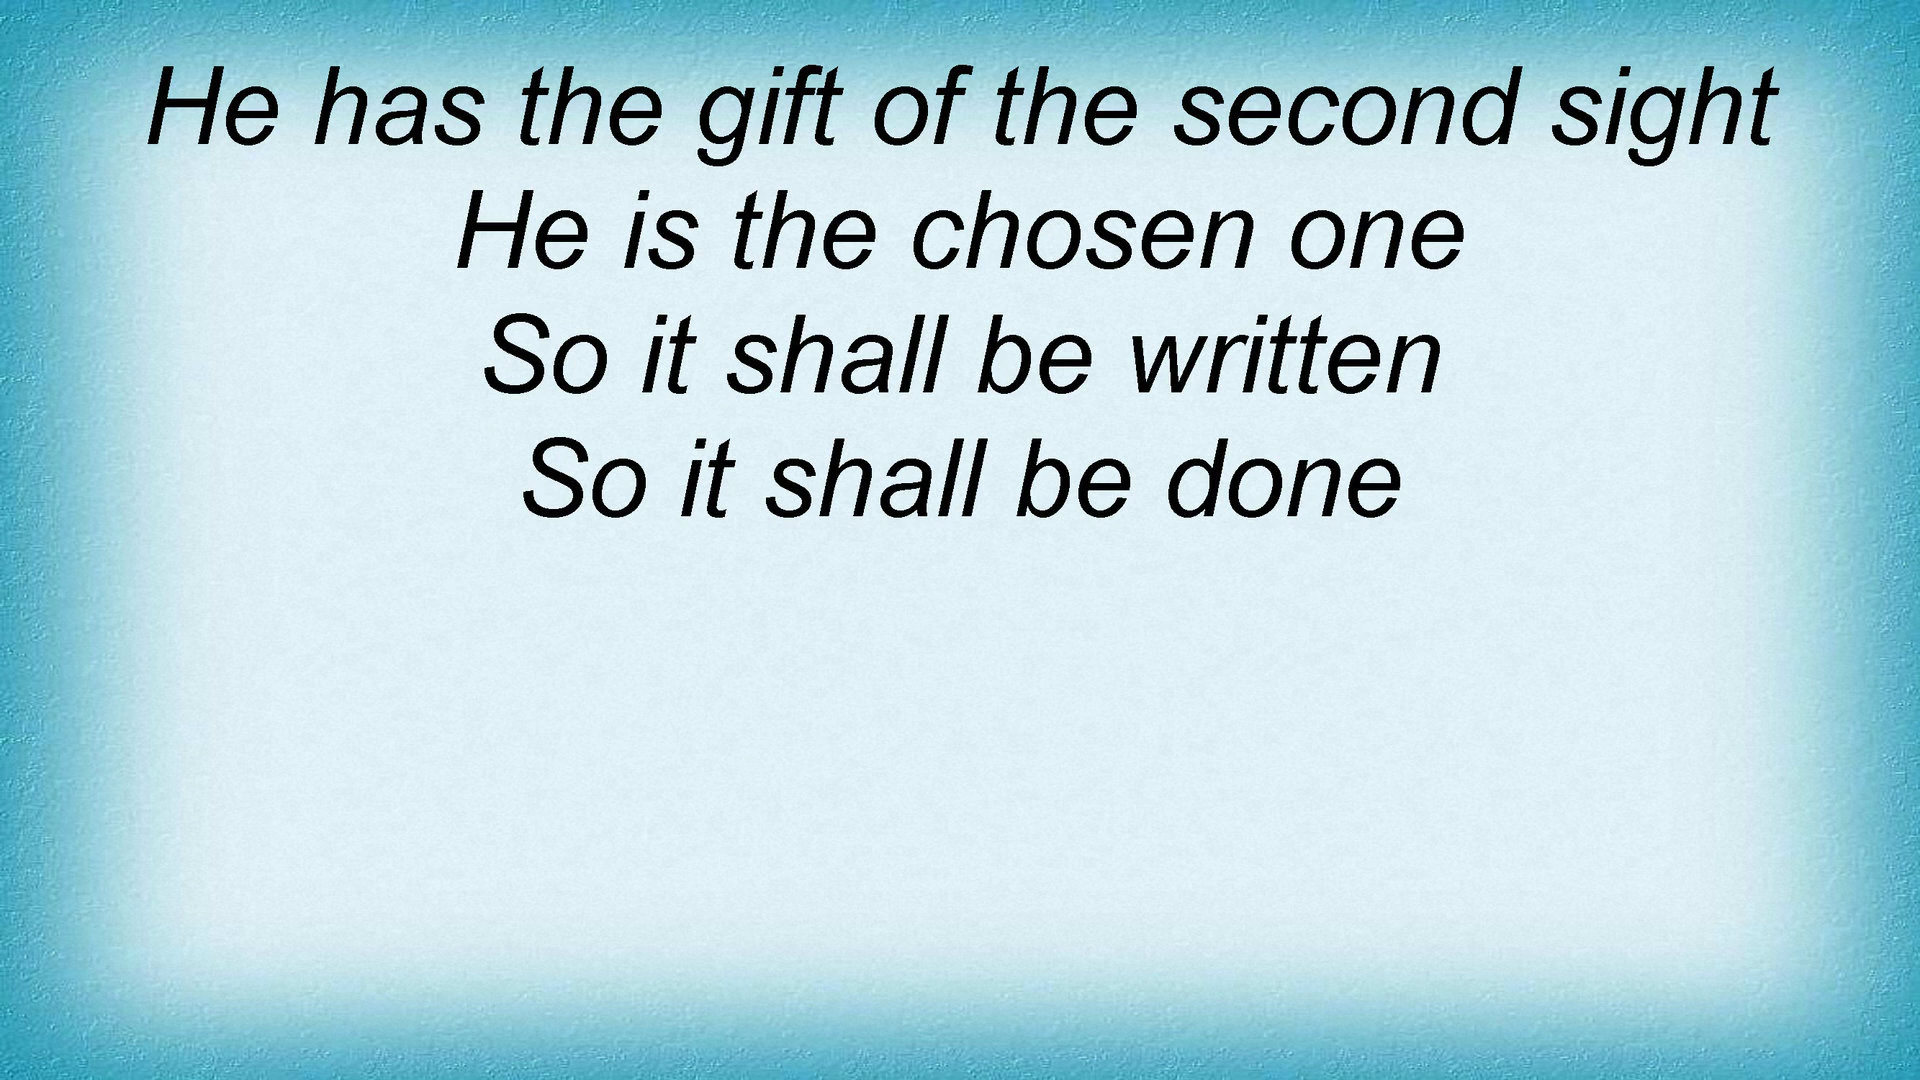 He has the gift of the second sight
He is the chosen one
So it shall be written
So it shall be done